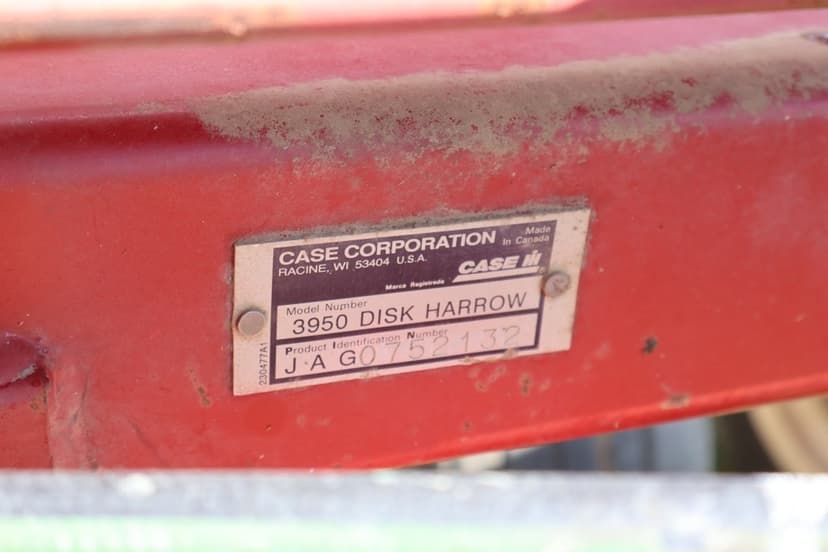 CASE CORPORATION
RACINE, WI 53404 U.S.A.
Made
In Canada
CASE IH
Marca Registrada
Model Number
3950 DISK HARROW
Product Identification Number
J A G0752132
230477A1